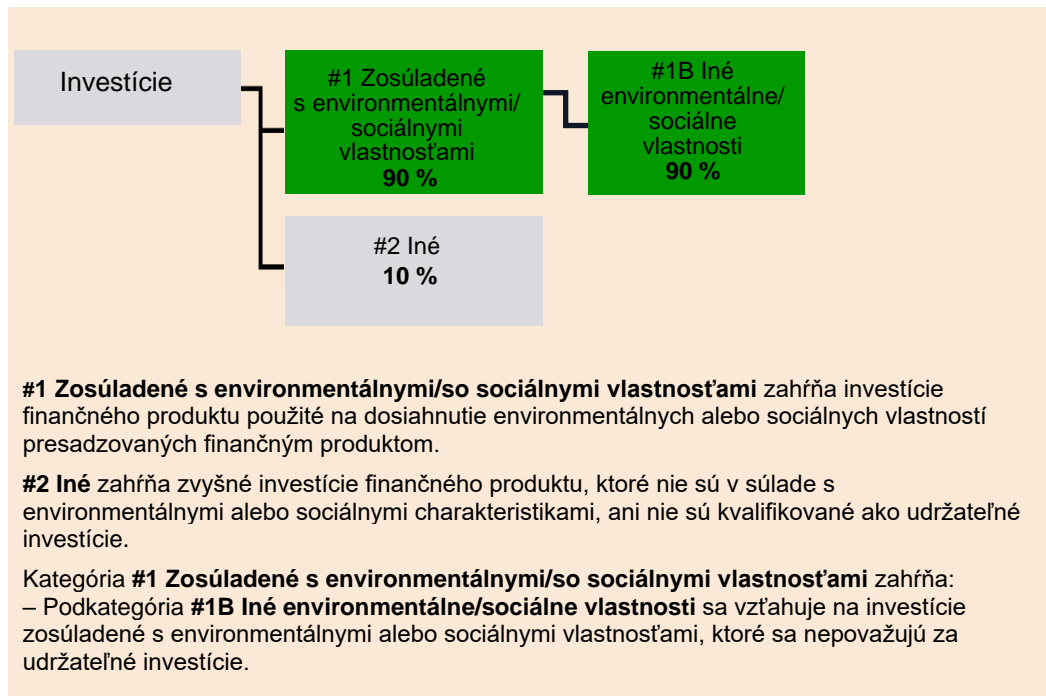 Investície
#1 Zosúladené
s environmentálnymi/
sociálnymi
vlastnosťami
90 %
#1B Iné
environmentálne/
sociálne
vlastnosti
90 %
#2 Iné
10 %
#1 Zosúladené s environmentálnymi/so sociálnymi vlastnosťami zahŕňa investície
finančného produktu použité na dosiahnutie environmentálnych alebo sociálnych vlastností
presadzovaných finančným produktom.
#2 Iné zahŕňa zvyšné investície finančného produktu, ktoré nie sú v súlade s
environmentálnymi alebo sociálnymi charakteristikami, ani nie sú kvalifikované ako udržateľné
investície.
Kategória #1 Zosúladené s environmentálnymi/so sociálnymi vlastnosťami zahŕňa:
– Podkategória #1B Iné environmentálne/sociálne vlastnosti sa vzťahuje na investície
zosúladené s environmentálnymi alebo sociálnymi vlastnosťami, ktoré sa nepovažujú za
udržateľné investície.